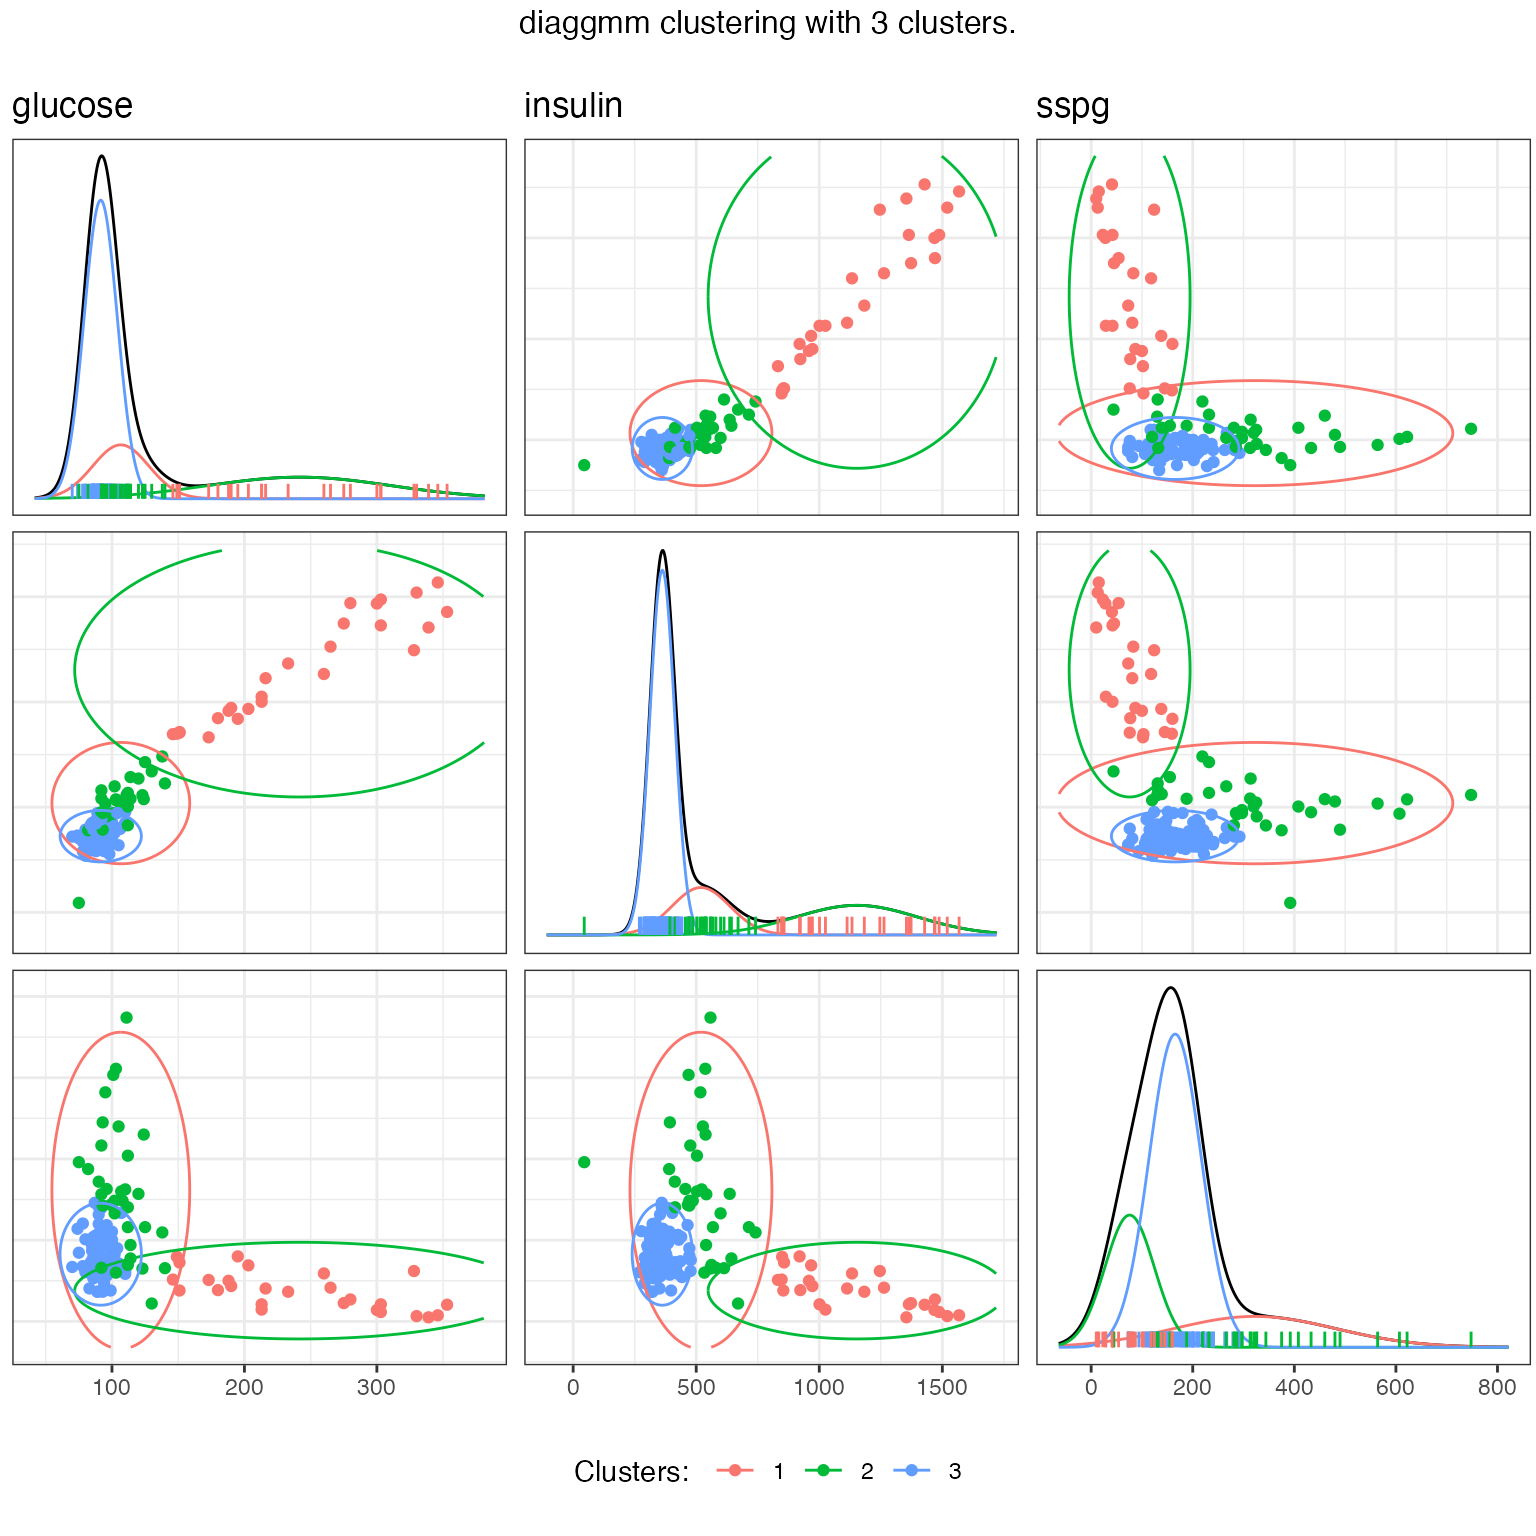 diaggmm clustering with 3 clusters.
glucose insulin sspg
100 200 300 0 500 1000 1500 0 200 400 600 800
Clusters: 1 2 3